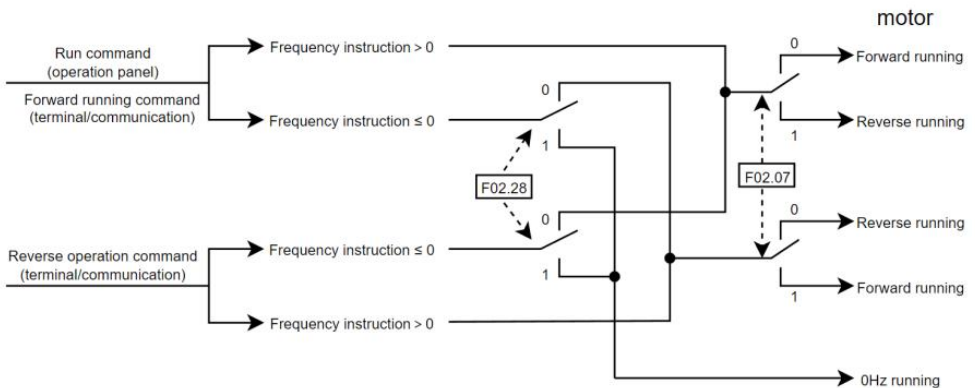 motor
Run command
(operation panel)
Forward running command
(terminal/communication)
Frequency instruction > 0
Frequency instruction ≤ 0
0
1
F02.28
0
1
Reverse operation command
(terminal/communication)
Frequency instruction ≤ 0
Frequency instruction > 0
0
Forward running
1
Reverse running
F02.07
0
Reverse running
1
Forward running
0Hz running